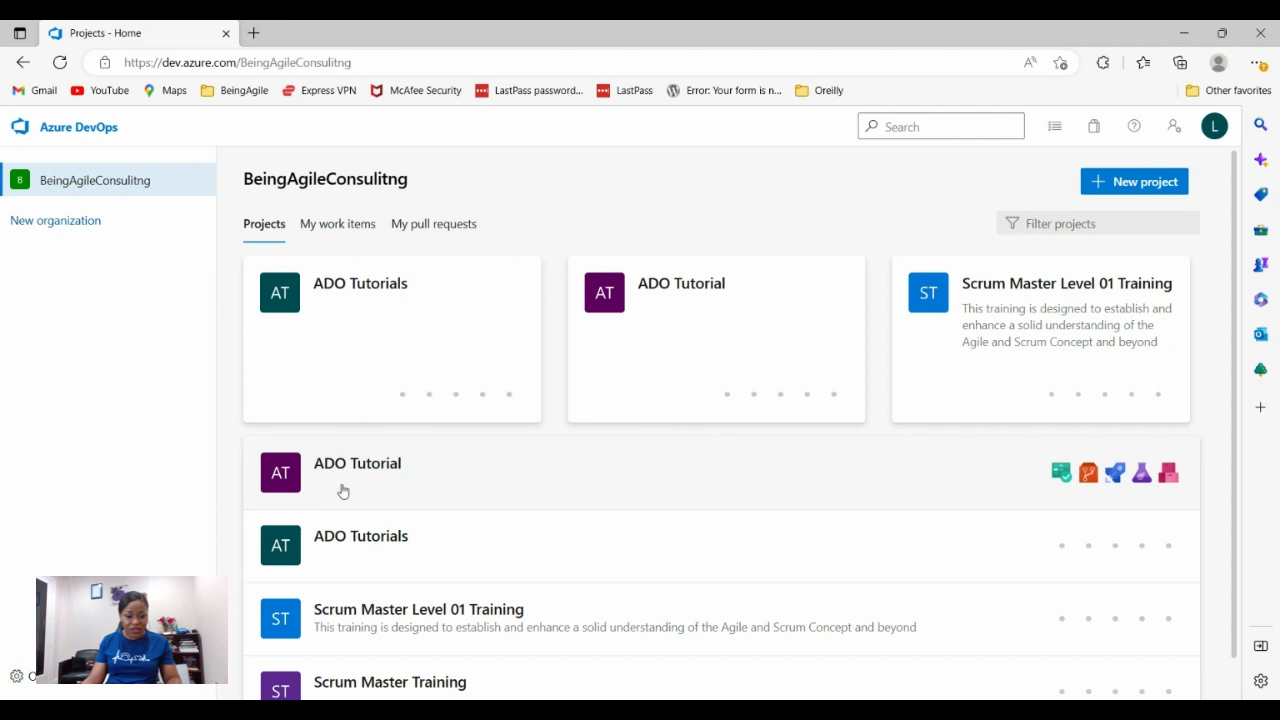 Projects - Home
https://dev.azure.com/BeingAgileConsulitng
Gmail
YouTube
Maps
BeingAgile
Express VPN
McAfee Security
LastPass password...
LastPass
Error: Your form is n...
Oreilly
Other favorites
Azure DevOps
Search
L
B
BeingAgileConsulitng
New organization
BeingAgileConsulitng
New project
Projects
My work items
My pull requests
Filter projects
AT
ADO Tutorials
AT
ADO Tutorial
ST
Scrum Master Level 01 Training
This training is designed to establish and
enhance a solid understanding of the
Agile and Scrum Concept and beyond
AT
ADO Tutorial
AT
ADO Tutorials
ST
Scrum Master Level 01 Training
This training is designed to establish and enhance a solid understanding of the Agile and Scrum Concept and beyond
ST
Scrum Master Training